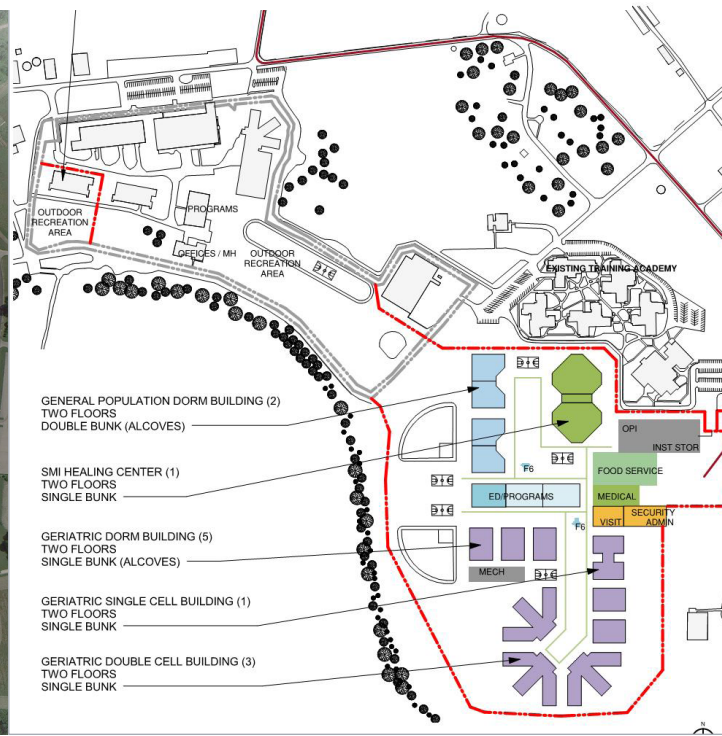 OUTDOOR
RECREATION
AREA
PROGRAMS
OFFICES / MH
OUTDOOR
RECREATION
AREA
EXISTING TRAINING ACADEMY
GENERAL POPULATION DORM BUILDING (2)
TWO FLOORS
DOUBLE BUNK (ALCOVES)
SMI HEALING CENTER (1)
TWO FLOORS
SINGLE BUNK
GERIATRIC DORM BUILDING (5)
TWO FLOORS
SINGLE BUNK (ALCOVES)
GERIATRIC SINGLE CELL BUILDING (1)
TWO FLOORS
SINGLE BUNK
GERIATRIC DOUBLE CELL BUILDING (3)
TWO FLOORS
SINGLE BUNK
OPI
INST STOR
F6
FOOD SERVICE
ED/PROGRAMS
MEDICAL
F6
VISIT
SECURITY
ADMIN
MECH
N